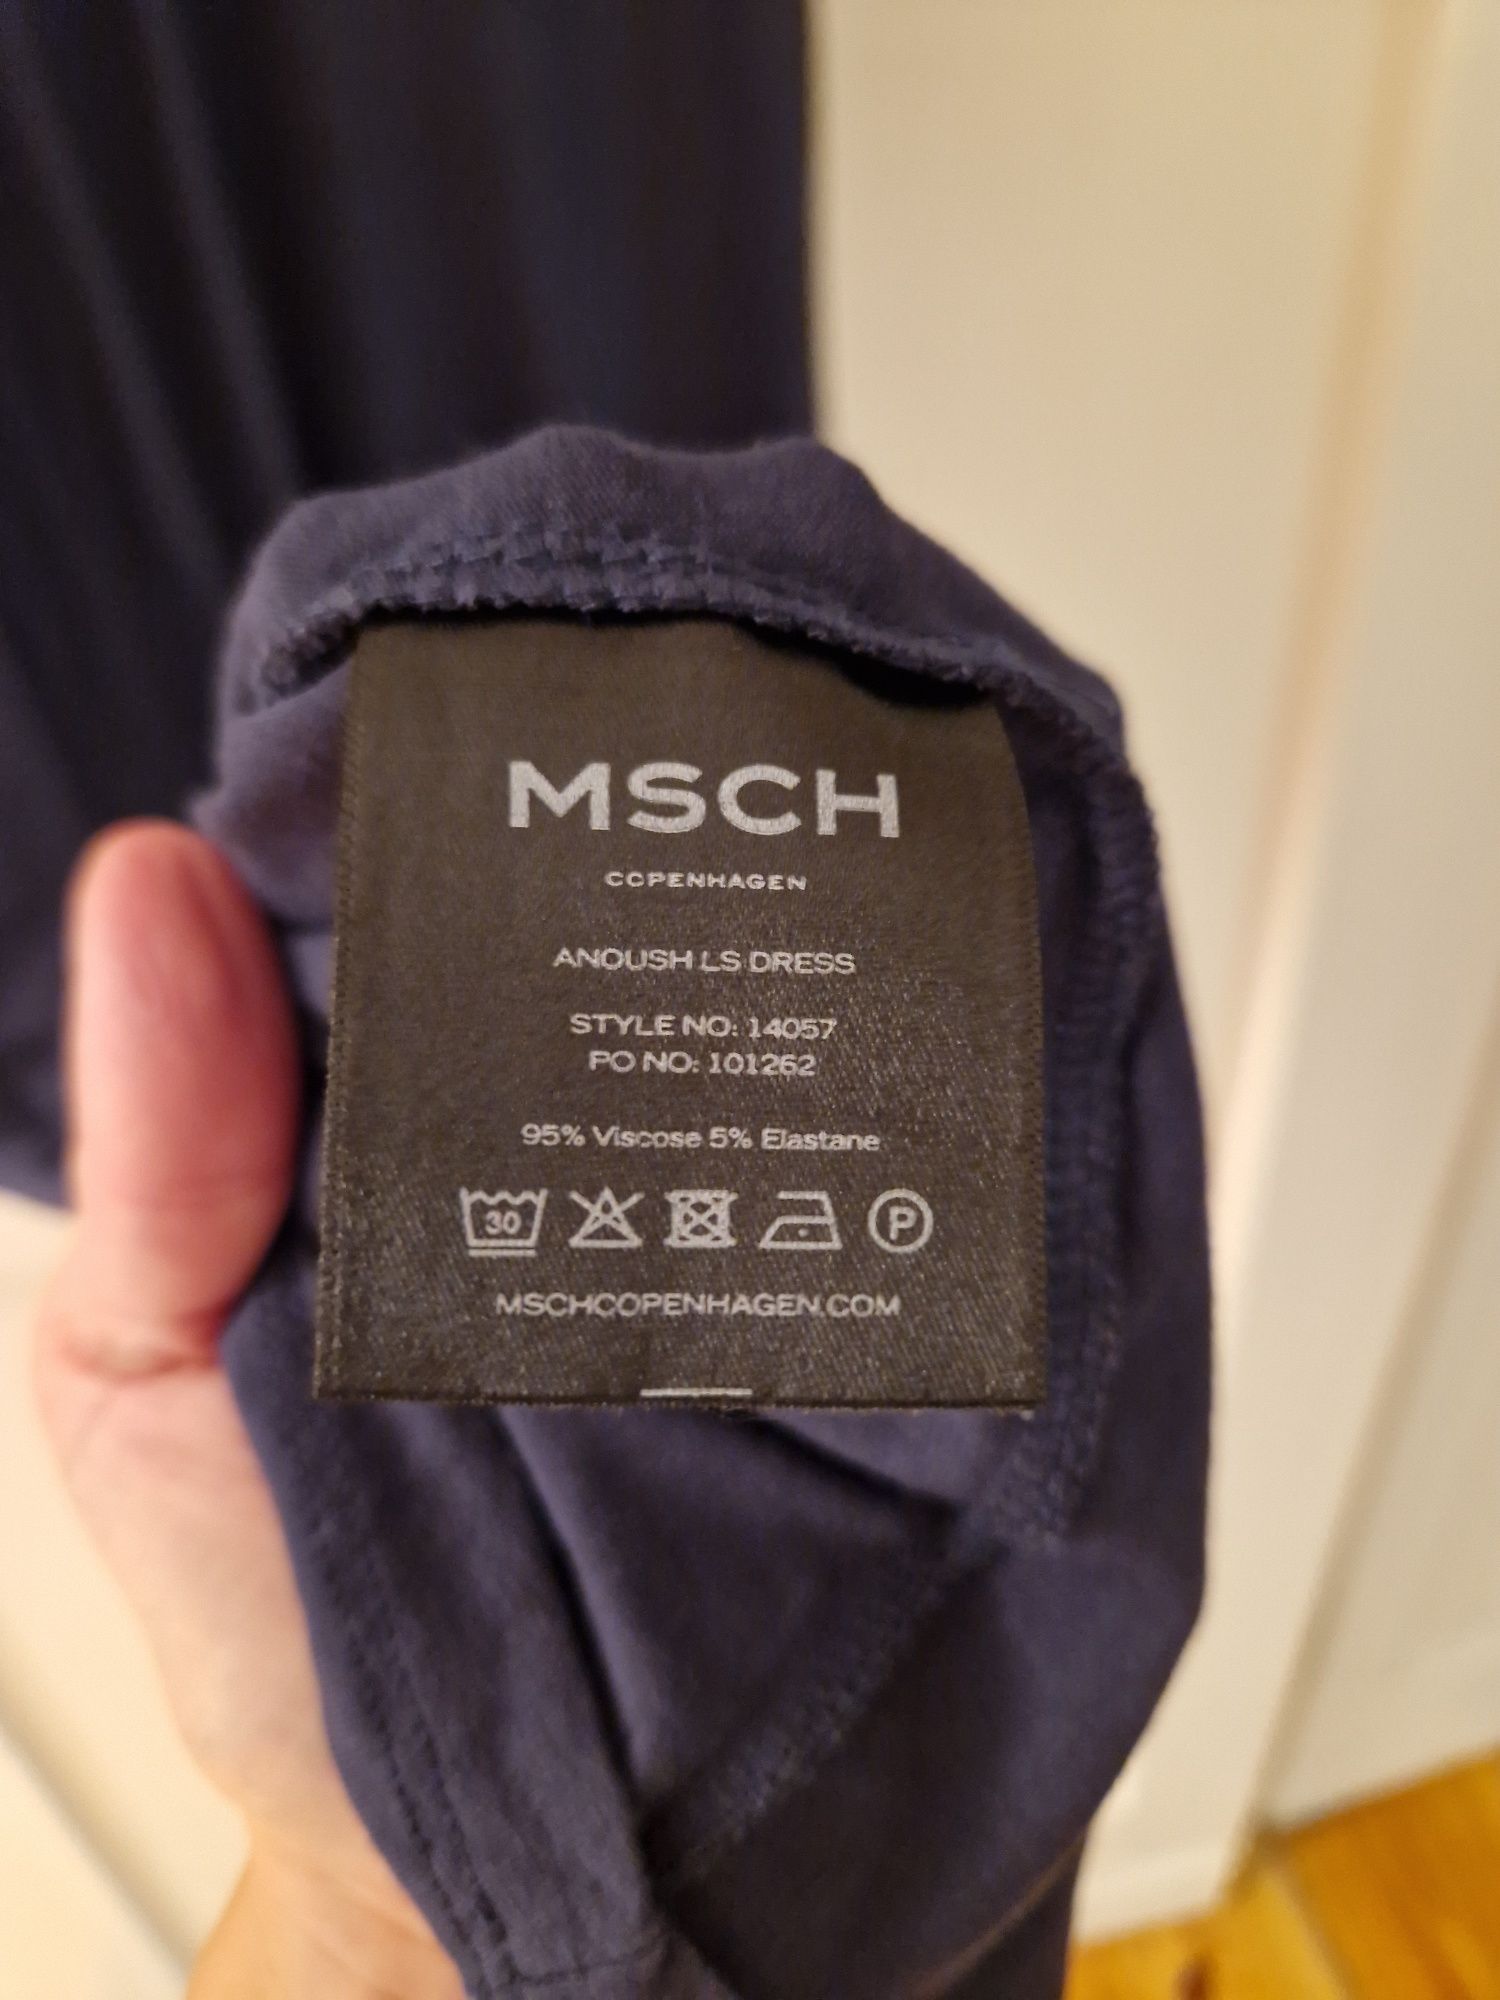 MSCH
COPENHAGEN
ANOUSH LS DRESS
STYLE NO: 14057
PO NO: 101262
95% Viscose 5% Elastane
30 P
MSCHCOPENHAGEN.COM